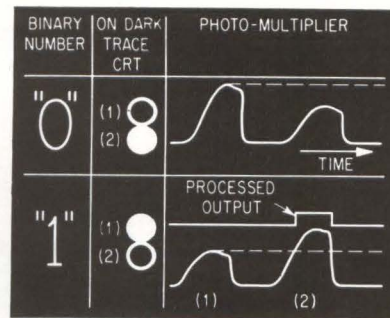 BINARY NUMBER
ON DARK TRACE CRT
PHOTO-MULTIPLIER
"0"
(1)
(2)
TIME
"1"
(1)
(2)
PROCESSED
OUTPUT
(1) (2)